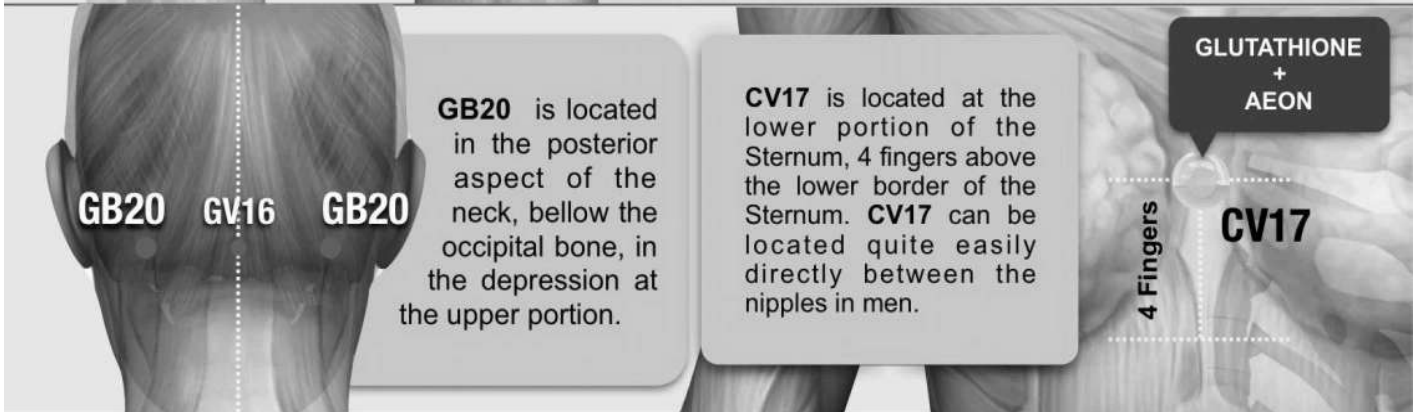 GB20 GV16 GB20
GB20 is located
in the posterior
aspect of the
neck, bellow the
occipital bone, in
the depression at
the upper portion.
CV17 is located at the
lower portion of the
Sternum, 4 fingers above
the lower border of the
Sternum. CV17 can be
located quite easily
directly between the
nipples in men.
GLUTATHIONE
+
AEON
4 Fingers
CV17